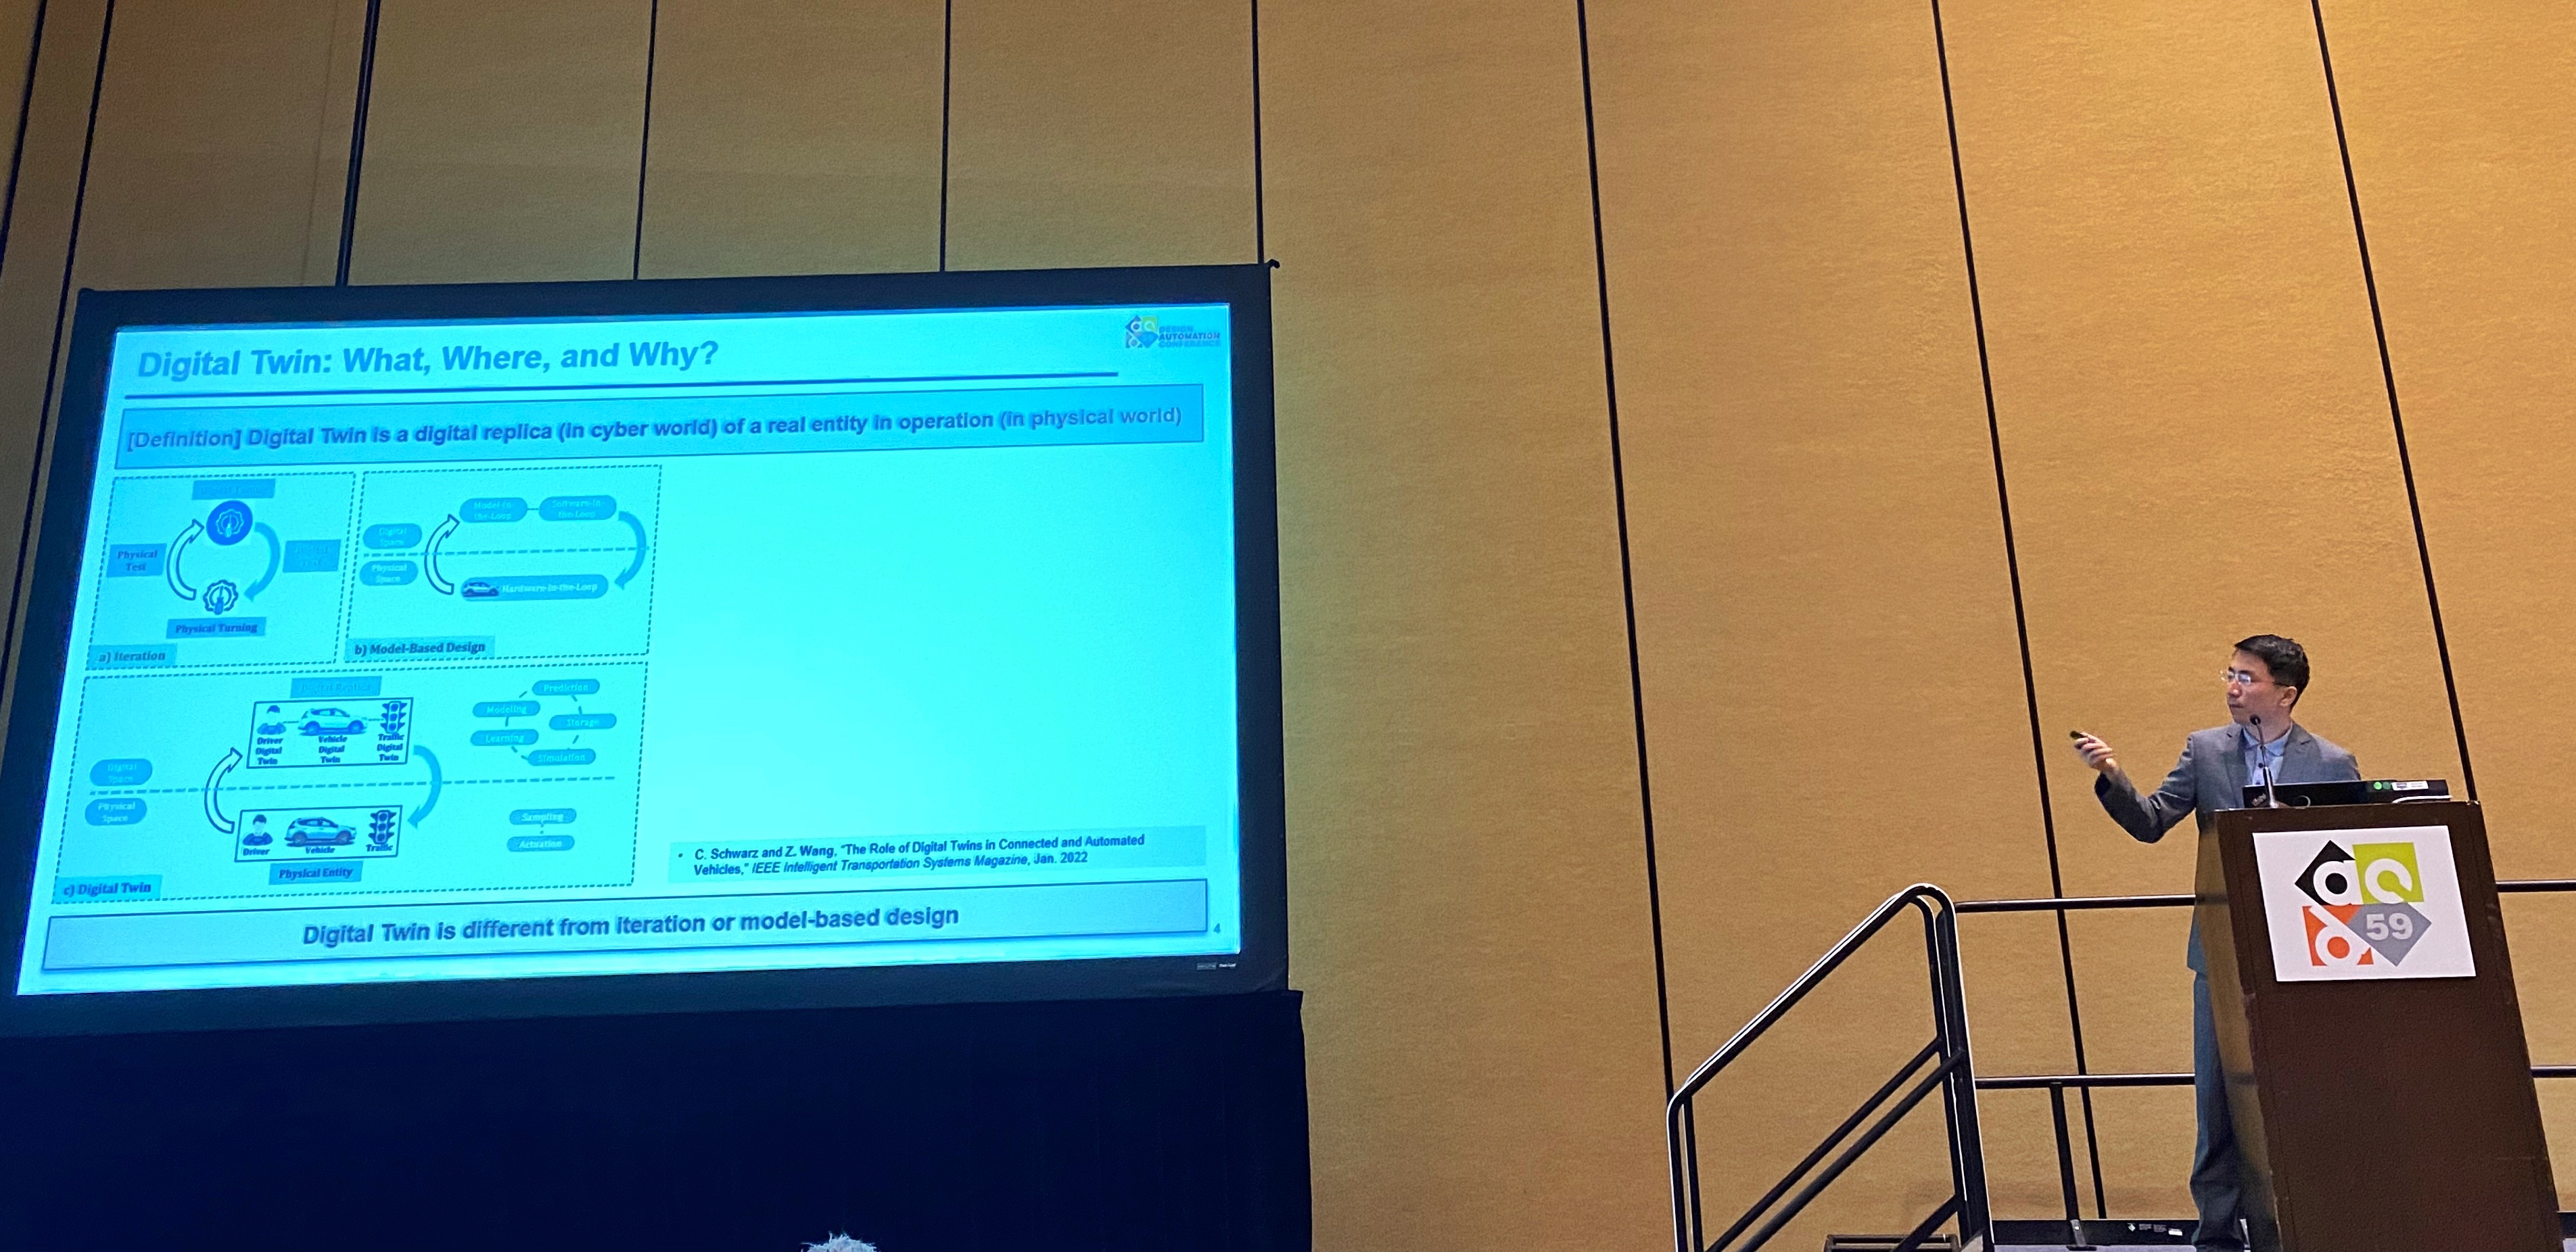 Digital Twin: What, Where, and Why?
DESIGN
AUTOMATION
CONFERENCE
[Definition] Digital Twin is a digital replica (in cyber world) of a real entity in operation (in physical world)
Physical
Test
Physical Turning
a) Iteration
Model-in-
the-Loop
Software-in-
the-Loop
Digital
Space
Physical
Space
Hardware-in-the-Loop
b) Model-Based Design
Digital Replica
Driver
Digital
Twin
Vehicle
Digital
Twin
Traffic
Digital
Twin
Prediction
Modeling
Storage
Learning
Simulation
Digital
Space
Physical
Space
Driver
Vehicle
Traffic
Physical Entity
Sampling
Actuation
c) Digital Twin
• C. Schwarz and Z. Wang, "The Role of Digital Twins in Connected and Automated
Vehicles," IEEE Intelligent Transportation Systems Magazine, Jan. 2022
Digital Twin is different from iteration or model-based design
4
59